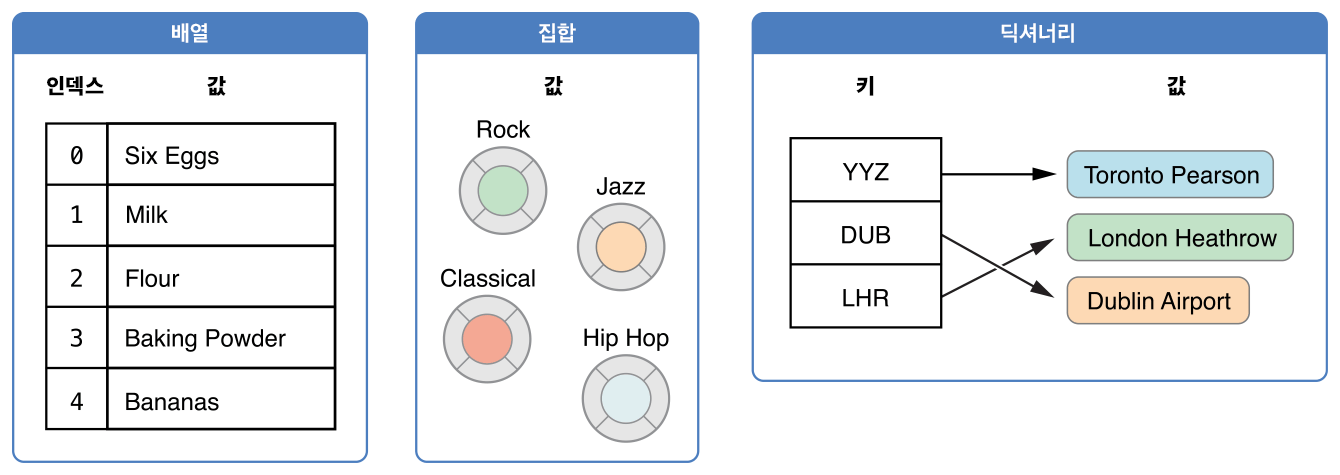 배열
인덱스 값
0 Six Eggs
1 Milk
2 Flour
3 Baking Powder
4 Bananas
집합
값
Rock
Jazz
Classical
Hip Hop
딕셔너리
키 값
YYZ Toronto Pearson
DUB London Heathrow
LHR Dublin Airport